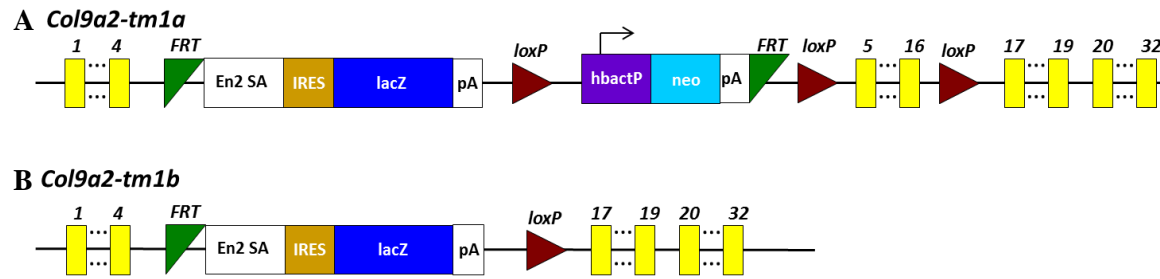 A Col9a2-tm1a
1 ... 4 FRT loxP FRT loxP 5 16 loxP 17 19 20 32
En2 SA IRES lacZ pA hbactP neo pA
B Col9a2-tm1b
1 4 FRT loxP 17 19 20 32
En2 SA IRES lacZ pA